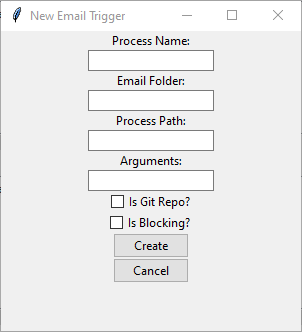 New Email Trigger
Process Name:
Email Folder:
Process Path:
Arguments:
Is Git Repo?
Is Blocking?
Create
Cancel